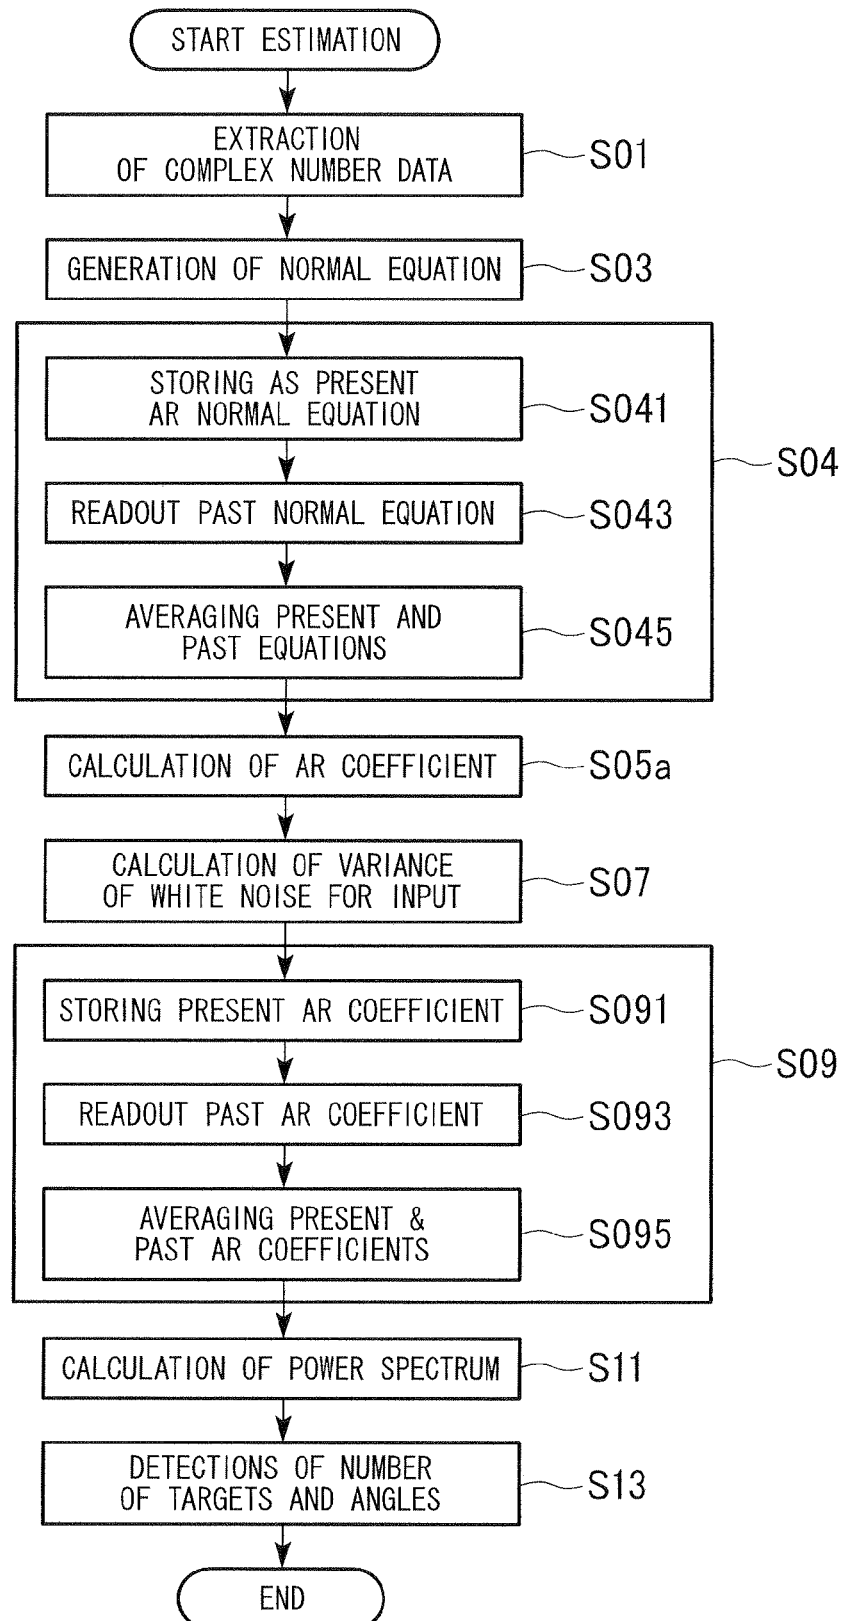 START ESTIMATION
EXTRACTION
OF COMPLEX NUMBER DATA
S01
GENERATION OF NORMAL EQUATION
S03
STORING AS PRESENT
AR NORMAL EQUATION
S041
S04
READOUT PAST NORMAL EQUATION
S043
AVERAGING PRESENT AND
PAST EQUATIONS
S045
CALCULATION OF AR COEFFICIENT
S05a
CALCULATION OF VARIANCE
OF WHITE NOISE FOR INPUT
S07
STORING PRESENT AR COEFFICIENT
S091
S09
READOUT PAST AR COEFFICIENT
S093
AVERAGING PRESENT &
PAST AR COEFFICIENTS
S095
CALCULATION OF POWER SPECTRUM
S11
DETECTIONS OF NUMBER
OF TARGETS AND ANGLES
S13
END